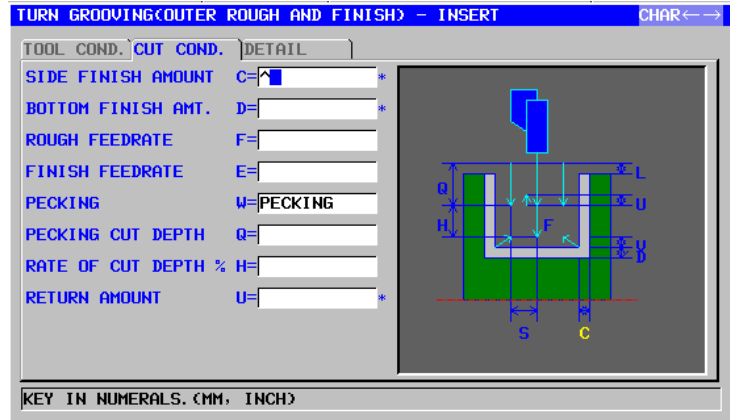 TURN GROOVING(OUTER ROUGH AND FINISH) - INSERT CHAR←→
TOOL COND. CUT COND. DETAIL
SIDE FINISH AMOUNT C=^ *
BOTTOM FINISH AMT. D= *
ROUGH FEEDRATE F=
FINISH FEEDRATE E=
PECKING W=PECKING
PECKING CUT DEPTH Q=
RATE OF CUT DEPTH % H=
RETURN AMOUNT U= *
L
Q
U
H
F
V
D
S
C
KEY IN NUMERALS.(MM, INCH)